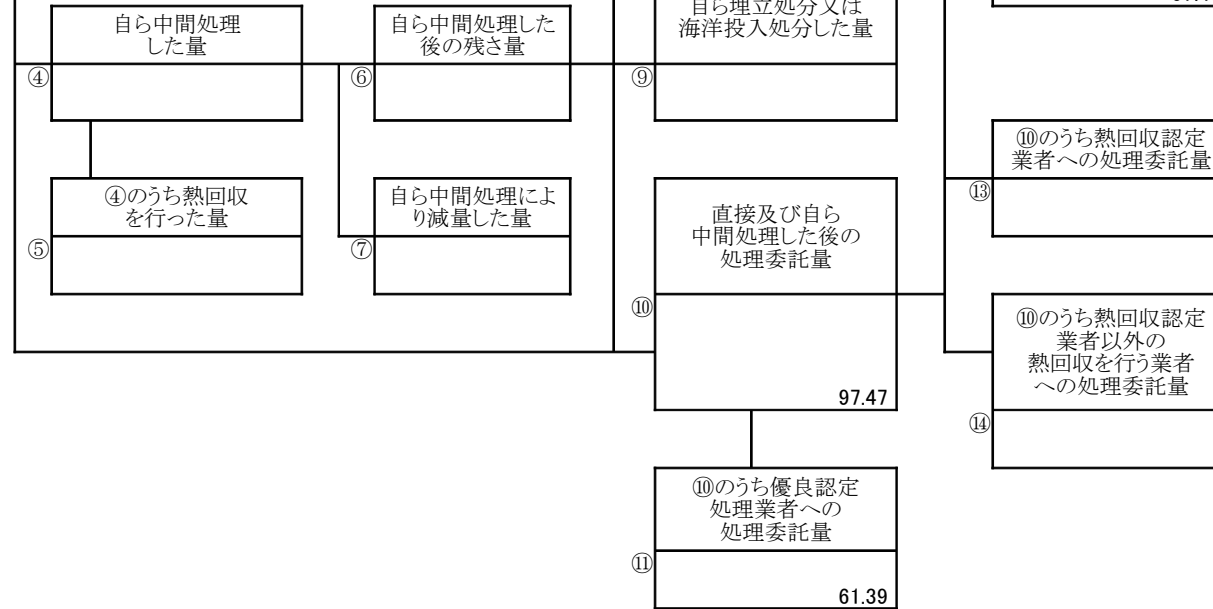 自ら中間処理
した量
④
自ら中間処理した
後の残さ量
⑥
自ら埋立処分又は
海洋投入処分した量
⑨
④のうち熱回収
を行った量
⑤
自ら中間処理によ
り減量した量
⑦
直接及び自ら
中間処理した後の
処理委託量
⑩
97.47
⑩のうち優良認定
処理業者への
処理委託量
⑪
61.39
⑩のうち熱回収認定
業者への処理委託量
⑬
⑩のうち熱回収認定
業者以外の
熱回収を行う業者
への処理委託量
⑭